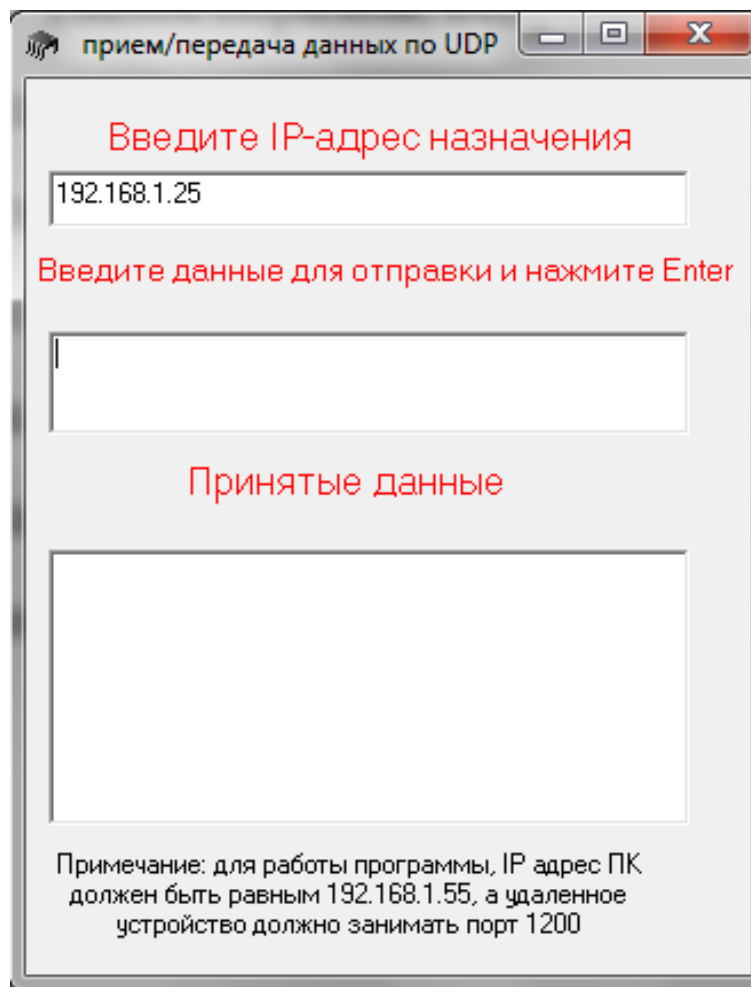 прием/передача данных по UDP
Введите IP-адрес назначения
192.168.1.25
Введите данные для отправки и нажмите Enter
Принятые данные
Примечание: для работы программы, IP адрес ПК
должен быть равным 192.168.1.55, а удаленное
устройство должно занимать порт 1200